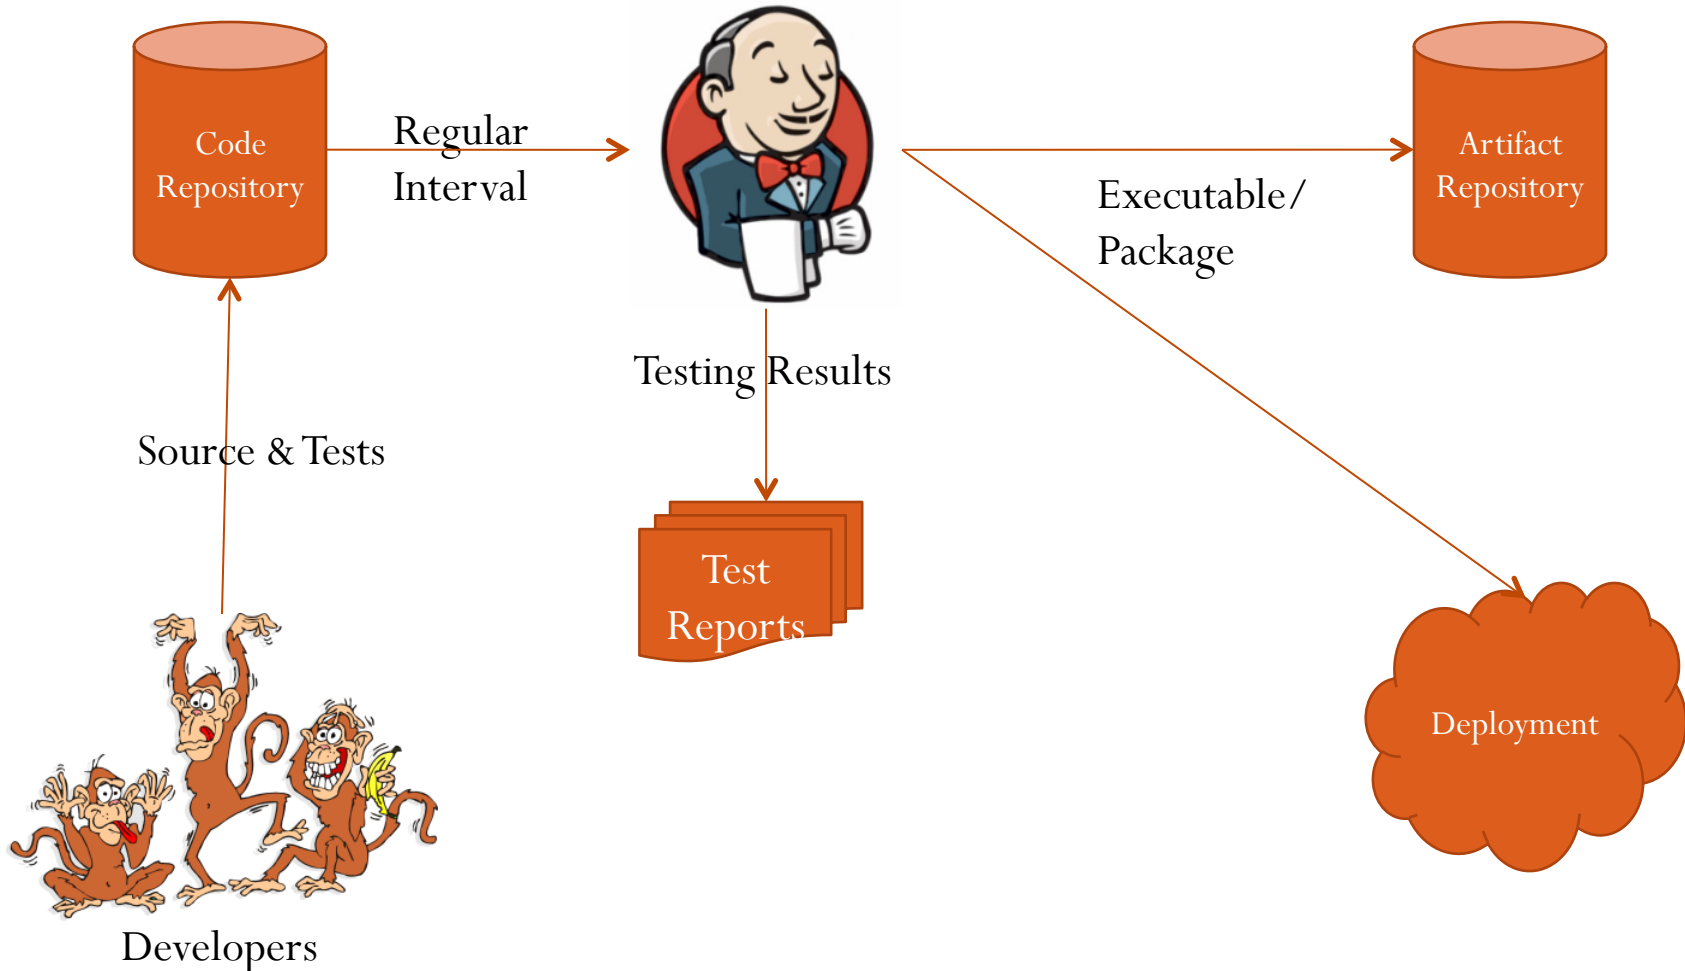 Code
Repository
Regular
Interval
Executable/
Package
Artifact
Repository
Testing Results
Source & Tests
Test
Reports
Deployment
Developers